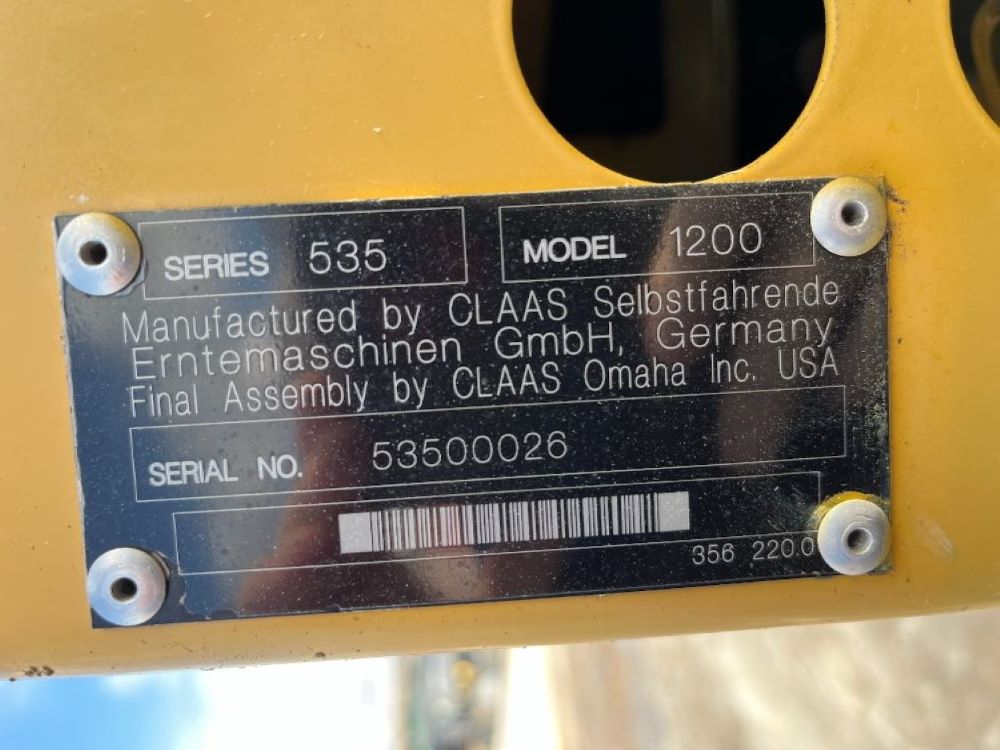 SERIES 535 MODEL 1200
Manufactured by CLAAS Selbstfahrende
Erntemaschinen GmbH, Germany
Final Assembly by CLAAS Omaha Inc. USA
SERIAL NO. 53500026
356 220.0